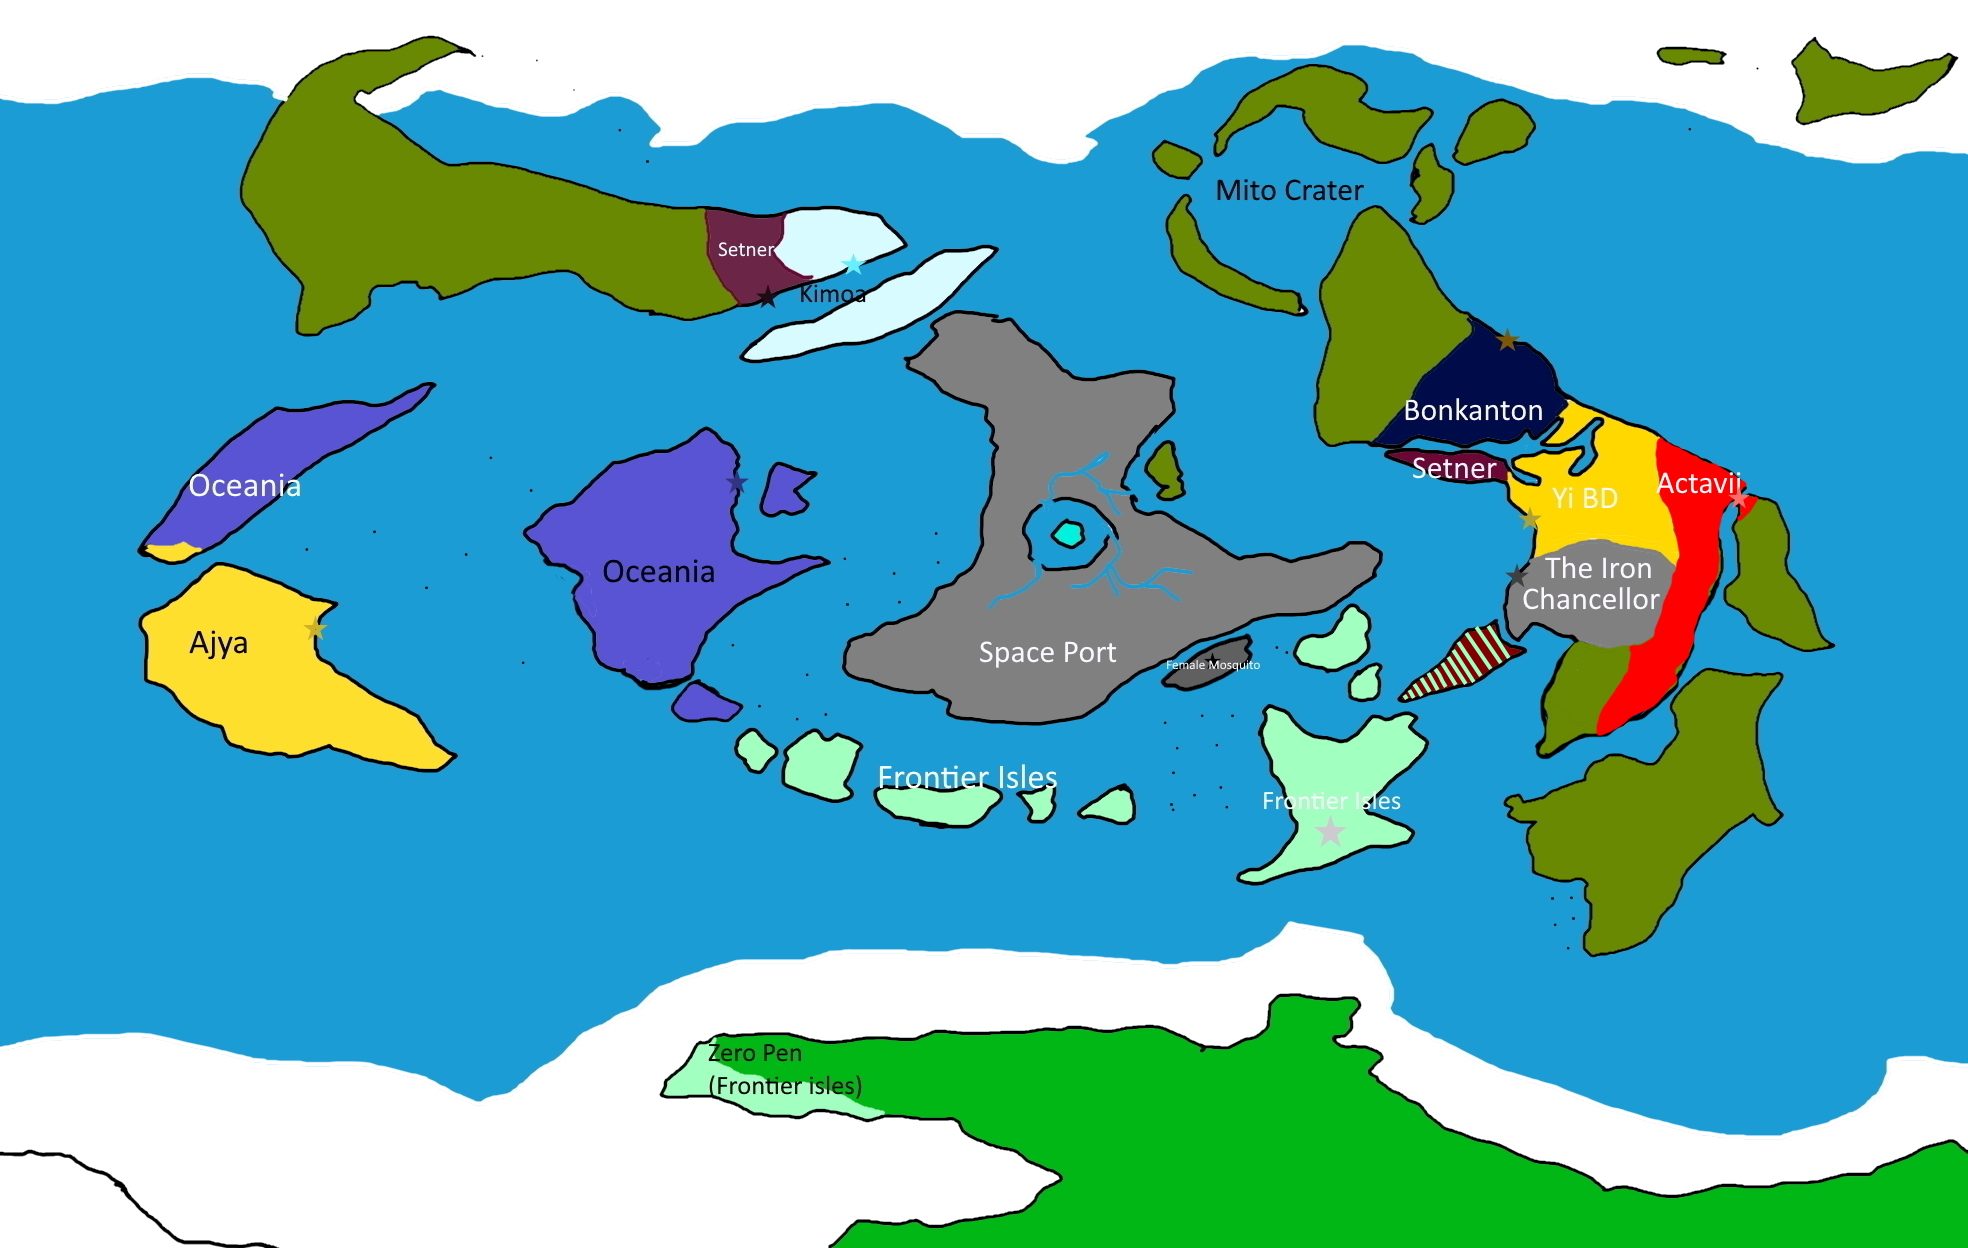 Mito Crater
Setner
Kimoa
Bonkanton
Setner
Actavii
Oceania
Yi BD
Oceania
The Iron
Chancellor
Ajya
Space Port
Female Mosquito
Frontier Isles
Frontier Isles
Zero Pen
(Frontier isles)